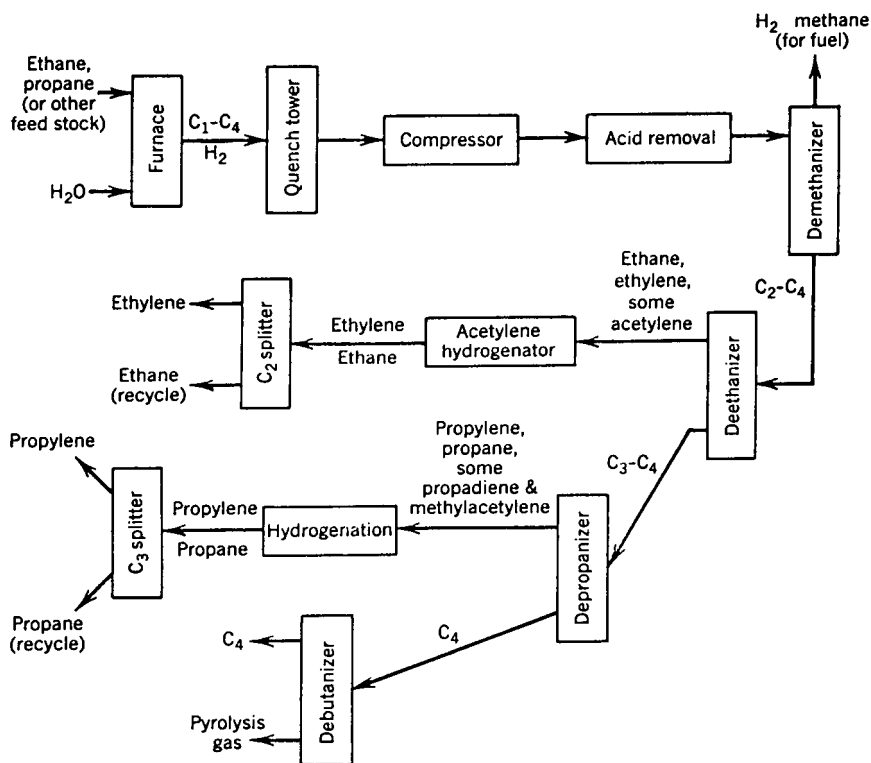 H₂ methane
(for fuel)
Ethane,
propane
(or other
feed stock)
H₂O
Furnace
C₁–C₄
H₂
Quench tower
Compressor
Acid removal
Demethanizer
C₂–C₄
Ethane,
ethylene,
some
acetylene
Deethanizer
Acetylene
hydrogenator
Ethylene
Ethane
C₂ splitter
Ethylene
Ethane
(recycle)
C₃–C₄
Depropanizer
Propylene,
propane,
some
propadiene &
methylacetylene
Hydrogenation
Propylene
Propane
C₃ splitter
Propylene
Propane
(recycle)
C₄
Debutanizer
C₄
Pyrolysis
gas